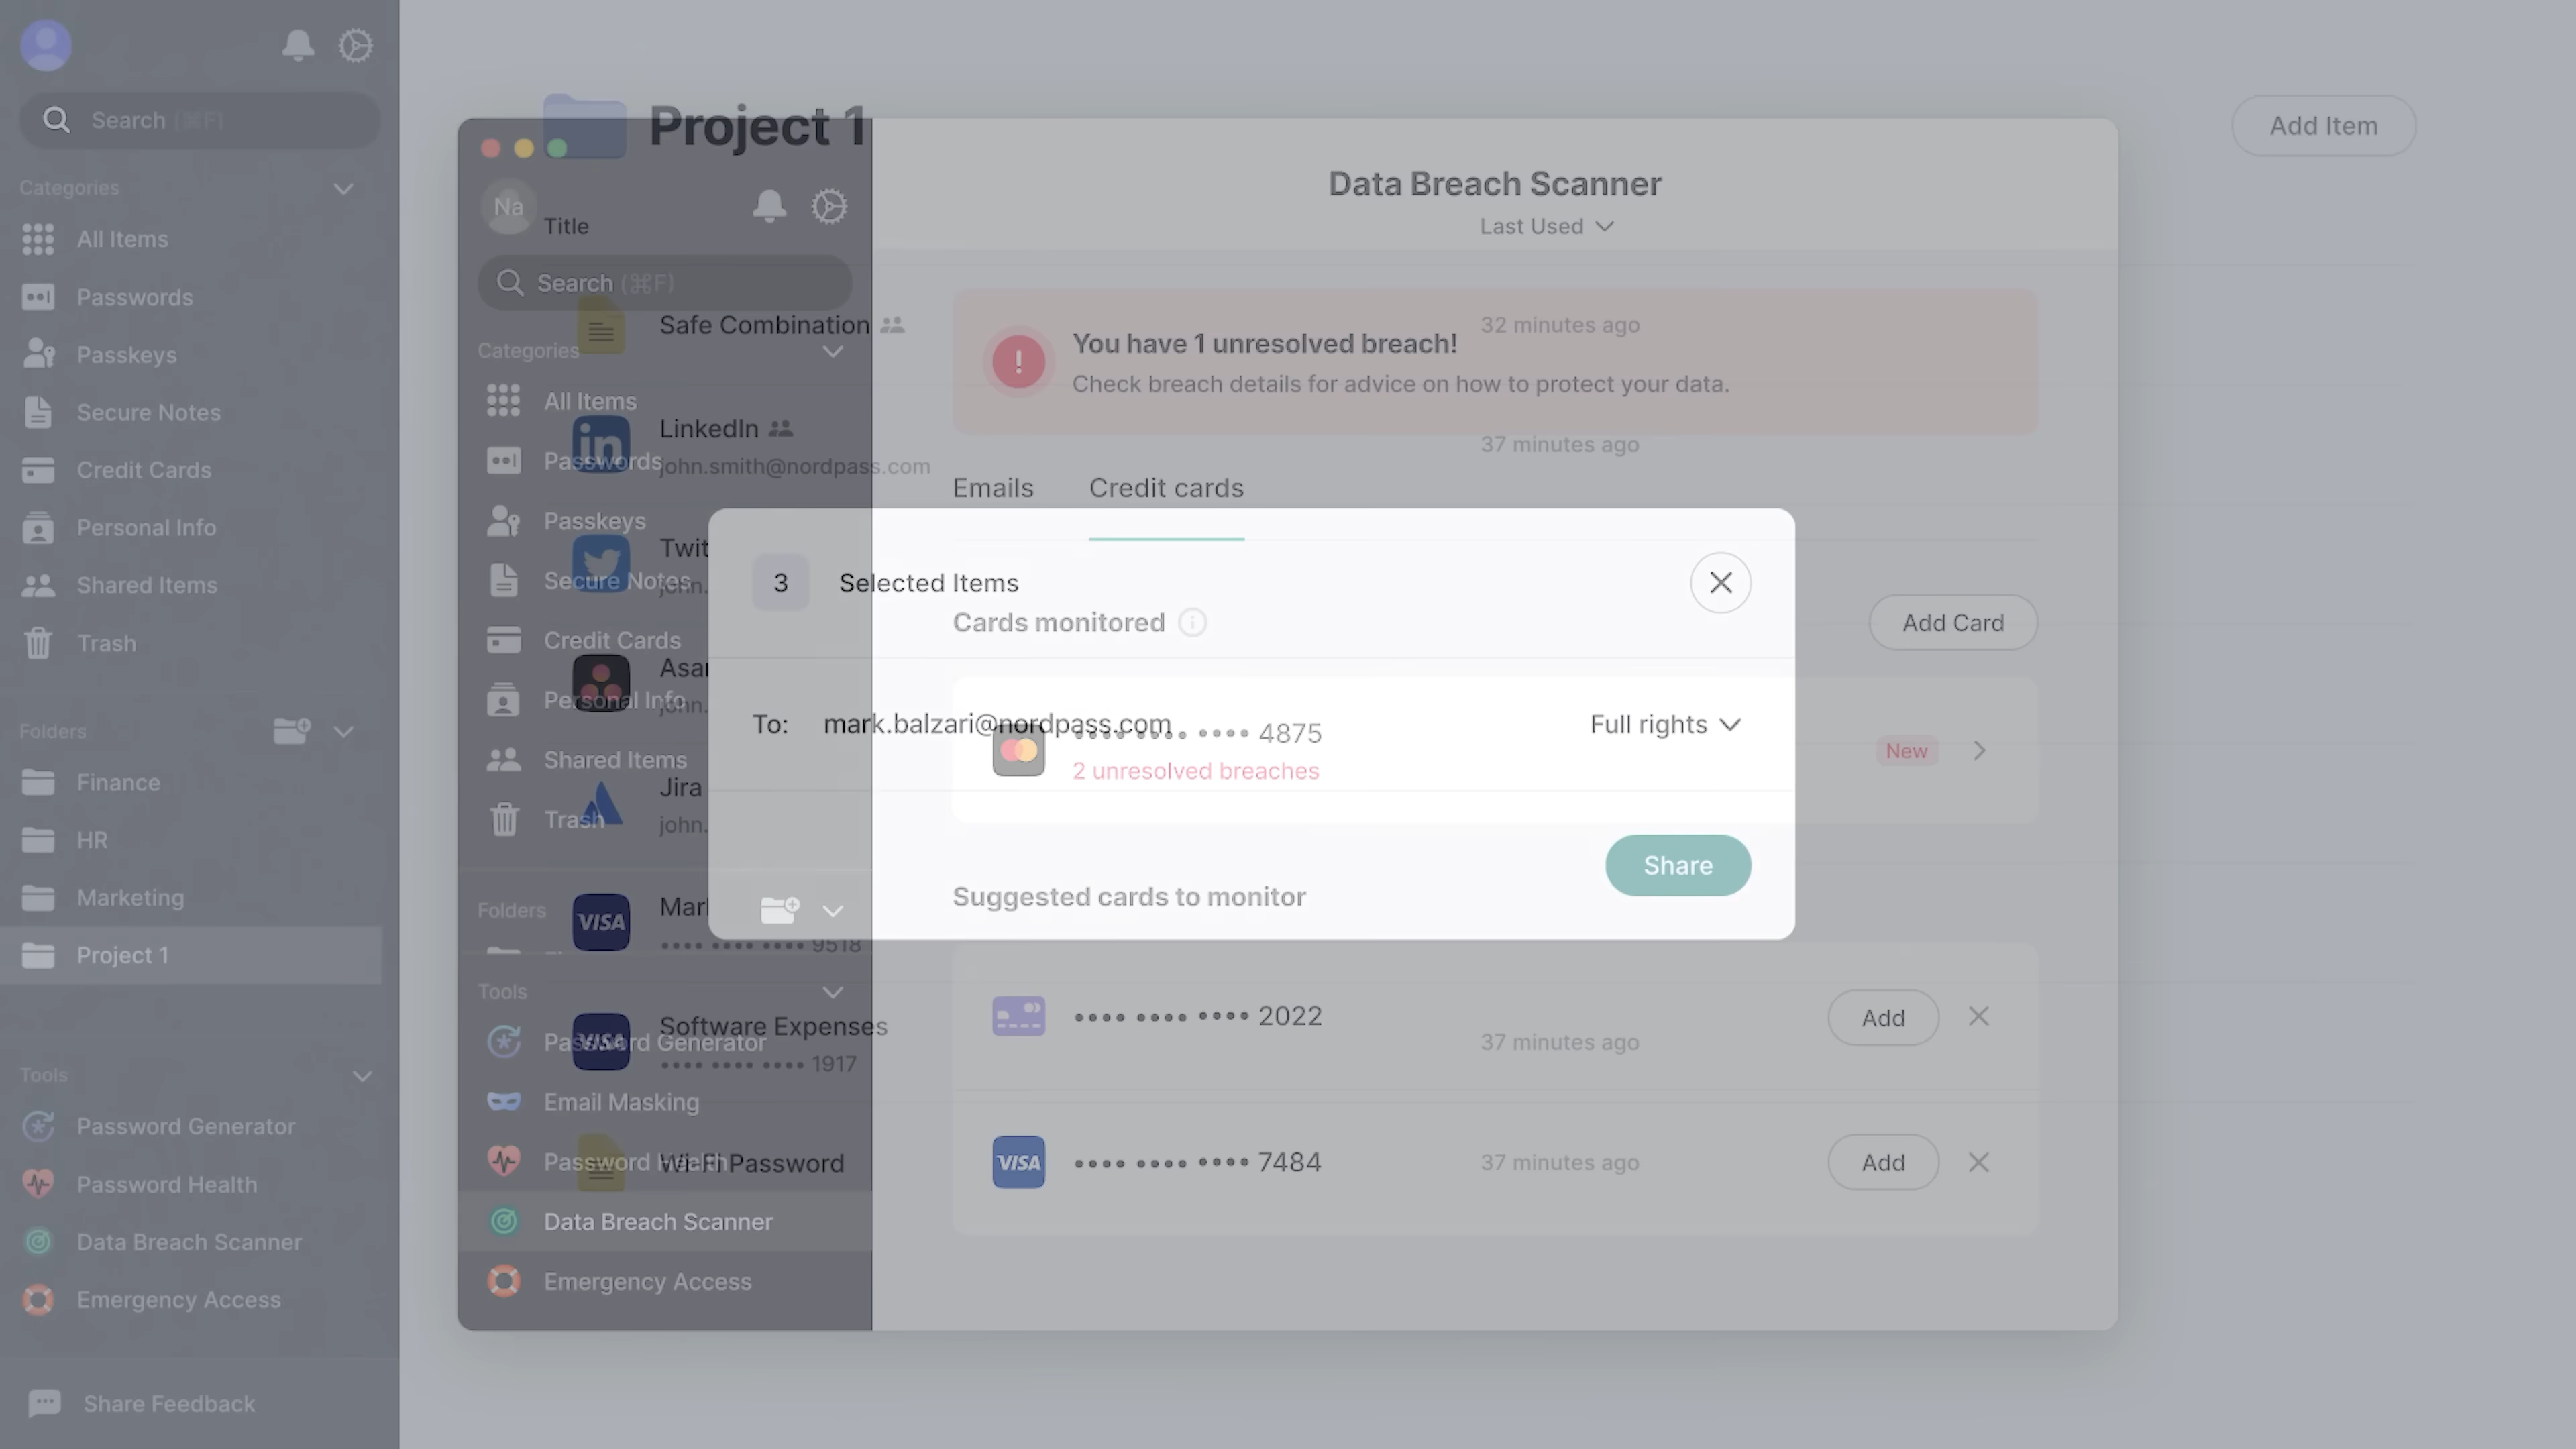 Search (⌘F)
Categories
All Items
Passwords
Passkeys
Secure Notes
Credit Cards
Personal Info
Shared Items
Trash
Folders
Finance
HR
Marketing
Project 1
Tools
Password Generator
Password Health
Data Breach Scanner
Emergency Access
Share Feedback
Project 1
Add Item
Title
Last Used
Safe Combination
32 minutes ago
LinkedIn
john.smith@nordpass.com
37 minutes ago
john.
john.
Jira
john.
VISA
•••• •••• •••• 9518
VISA
Software Expenses
•••• •••• •••• 1917
37 minutes ago
Wi-Fi Password
37 minutes ago
Na
Search (⌘F)
Categories
All Items
Passwords
Passkeys
Secure Notes
Credit Cards
Personal Info
Shared Items
Trash
Folders
Tools
Password Generator
Email Masking
Password Health
Data Breach Scanner
Emergency Access
Data Breach Scanner
You have 1 unresolved breach!
Check breach details for advice on how to protect your data.
Emails Credit cards
Cards monitored
Add Card
•••• •••• •••• 4875
2 unresolved breaches
New
Suggested cards to monitor
•••• •••• •••• 2022
Add
VISA
•••• •••• •••• 7484
Add
3 Selected Items
To: mark.balzari@nordpass.com Full rights
Share